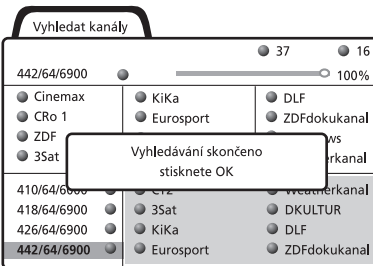 Vyhledat kanály
37 16
442/64/6900 100%
Cinemax KiKa DLF
CRo 1 Eurosport ZDFdokukanal
ZDF
3Sat
Vyhledávání skončeno
stisknete OK
410/64/6600
418/64/6900 3Sat DKULTUR
426/64/6900 KiKa DLF
442/64/6900 Eurosport ZDFdokukanal